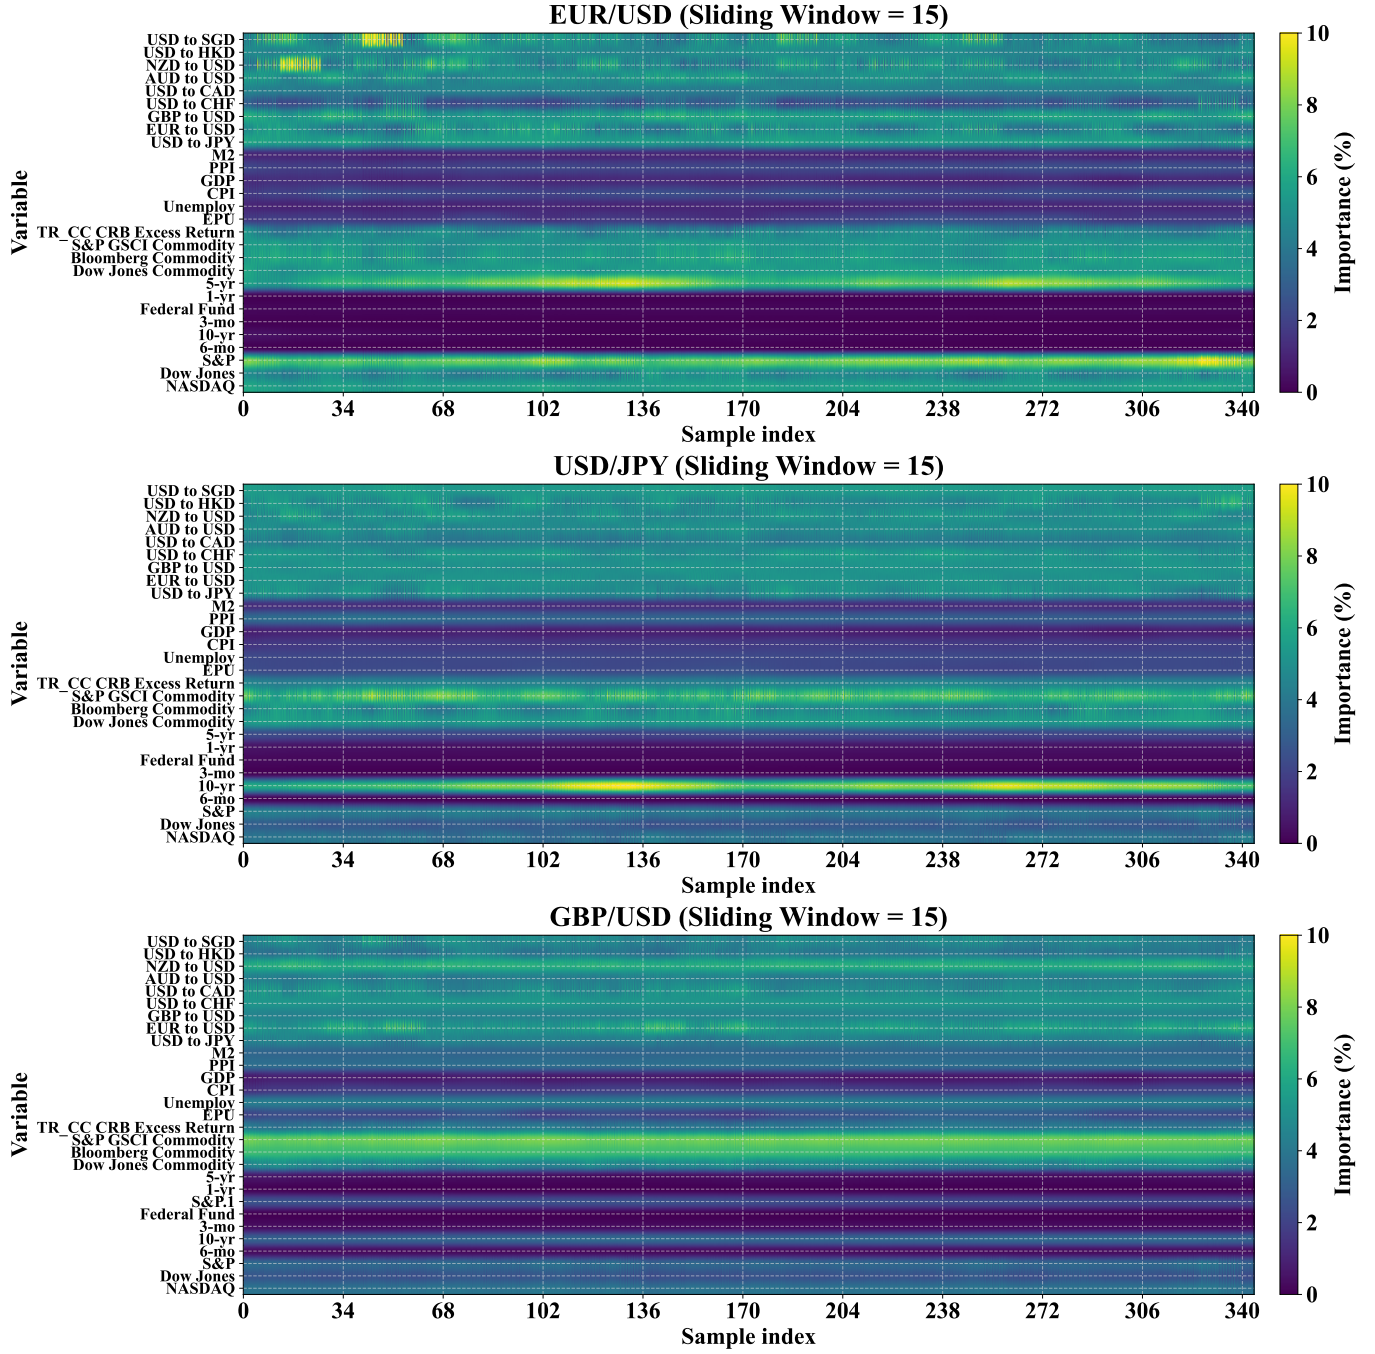 EUR/USD (Sliding Window = 15)
USD to SGD
USD to HKD
NZD to USD
AUD to USD
USD to CAD
USD to CHF
GBP to USD
EUR to USD
USD to JPY
M2
PPI
GDP
CPI
Unemploy
EPU
TR_CC CRB Excess Return
S&P GSCI Commodity
Bloomberg Commodity
Dow Jones Commodity
5-yr
1-yr
Federal Fund
3-mo
10-yr
6-mo
S&P
Dow Jones
NASDAQ
Variable
0 34 68 102 136 170 204 238 272 306 340
Sample index
10
8
6
4
2
0
Importance (%)
USD/JPY (Sliding Window = 15)
USD to SGD
USD to HKD
NZD to USD
AUD to USD
USD to CAD
USD to CHF
GBP to USD
EUR to USD
USD to JPY
M2
PPI
GDP
CPI
Unemploy
EPU
TR_CC CRB Excess Return
S&P GSCI Commodity
Bloomberg Commodity
Dow Jones Commodity
5-yr
1-yr
Federal Fund
3-mo
10-yr
6-mo
S&P
Dow Jones
NASDAQ
Variable
0 34 68 102 136 170 204 238 272 306 340
Sample index
10
8
6
4
2
0
Importance (%)
GBP/USD (Sliding Window = 15)
USD to SGD
USD to HKD
NZD to USD
AUD to USD
USD to CAD
USD to CHF
GBP to USD
EUR to USD
USD to JPY
M2
PPI
GDP
CPI
Unemploy
EPU
TR_CC CRB Excess Return
S&P GSCI Commodity
Bloomberg Commodity
Dow Jones Commodity
5-yr
1-yr
S&P.1
Federal Fund
3-mo
10-yr
6-mo
S&P
Dow Jones
NASDAQ
Variable
0 34 68 102 136 170 204 238 272 306 340
Sample index
10
8
6
4
2
0
Importance (%)